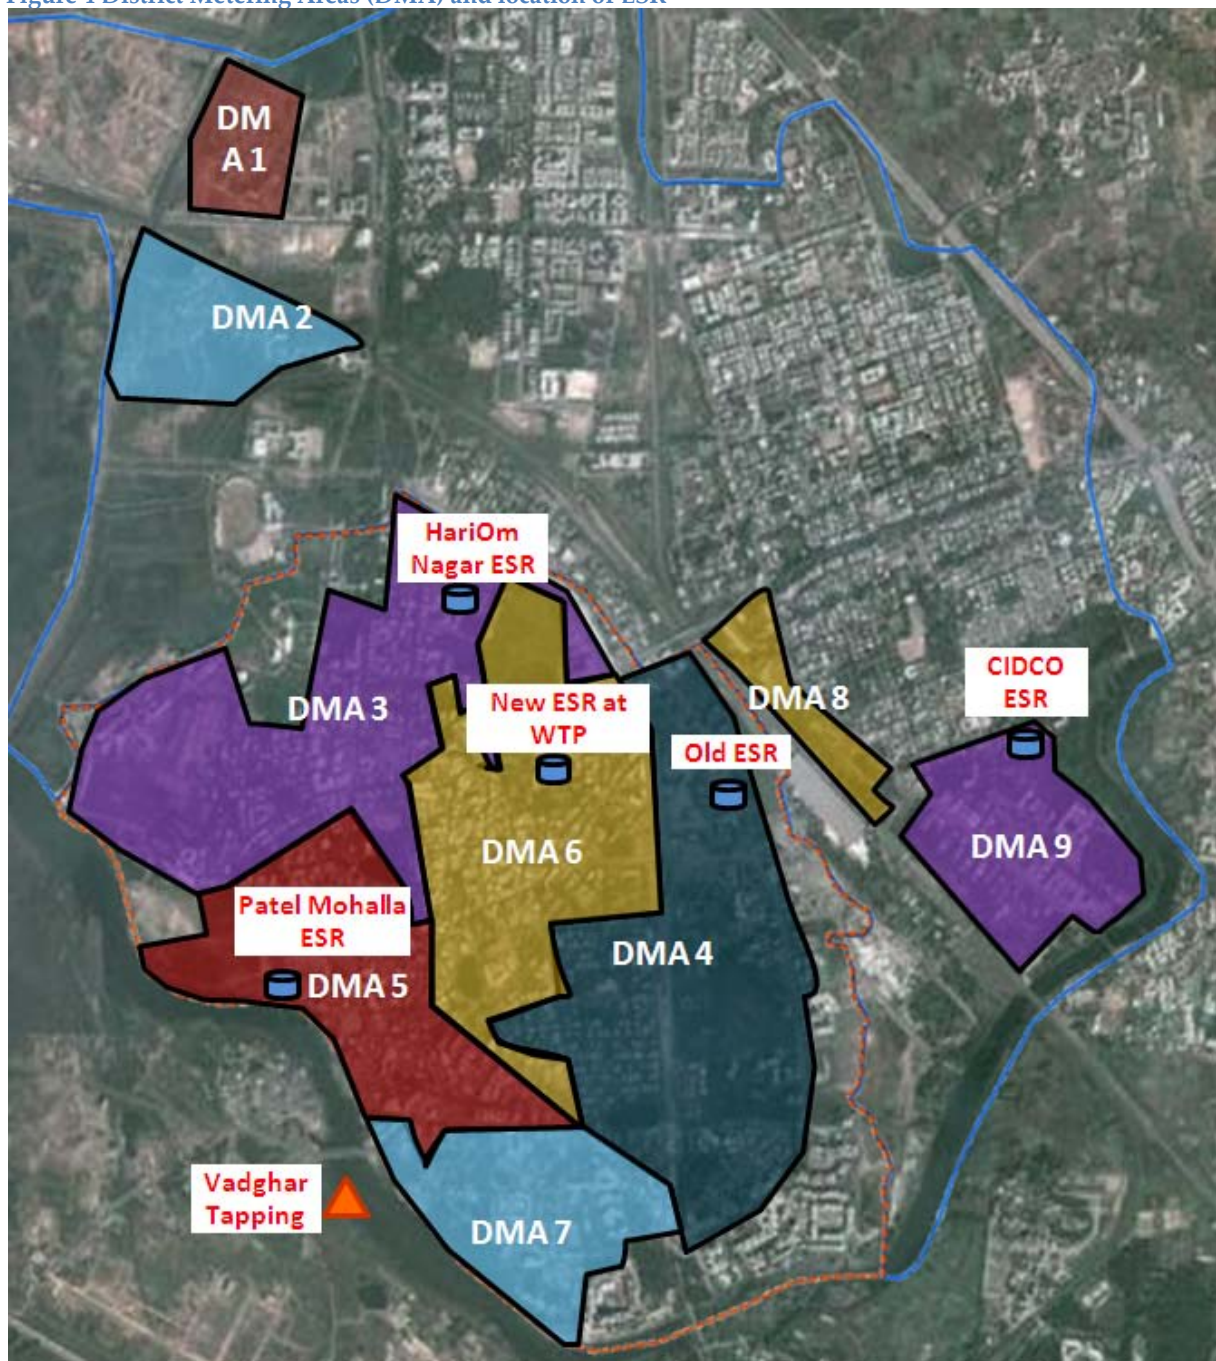 Figure 4 District Metering Areas (DMA) and location of ESR
DM
A 1
DMA 2
HariOm
Nagar ESR
DMA 3
New ESR at
WTP
DMA 8
CIDCO
ESR
Old ESR
DMA 6
DMA 9
Patel Mohalla
ESR
DMA 4
DMA 5
Vadghar
Tapping
DMA 7